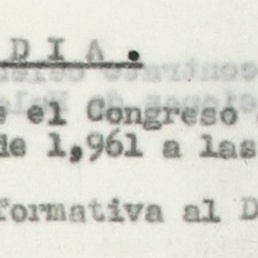 D I A .
e el Congreso
de 1,961 a las
formativa al D